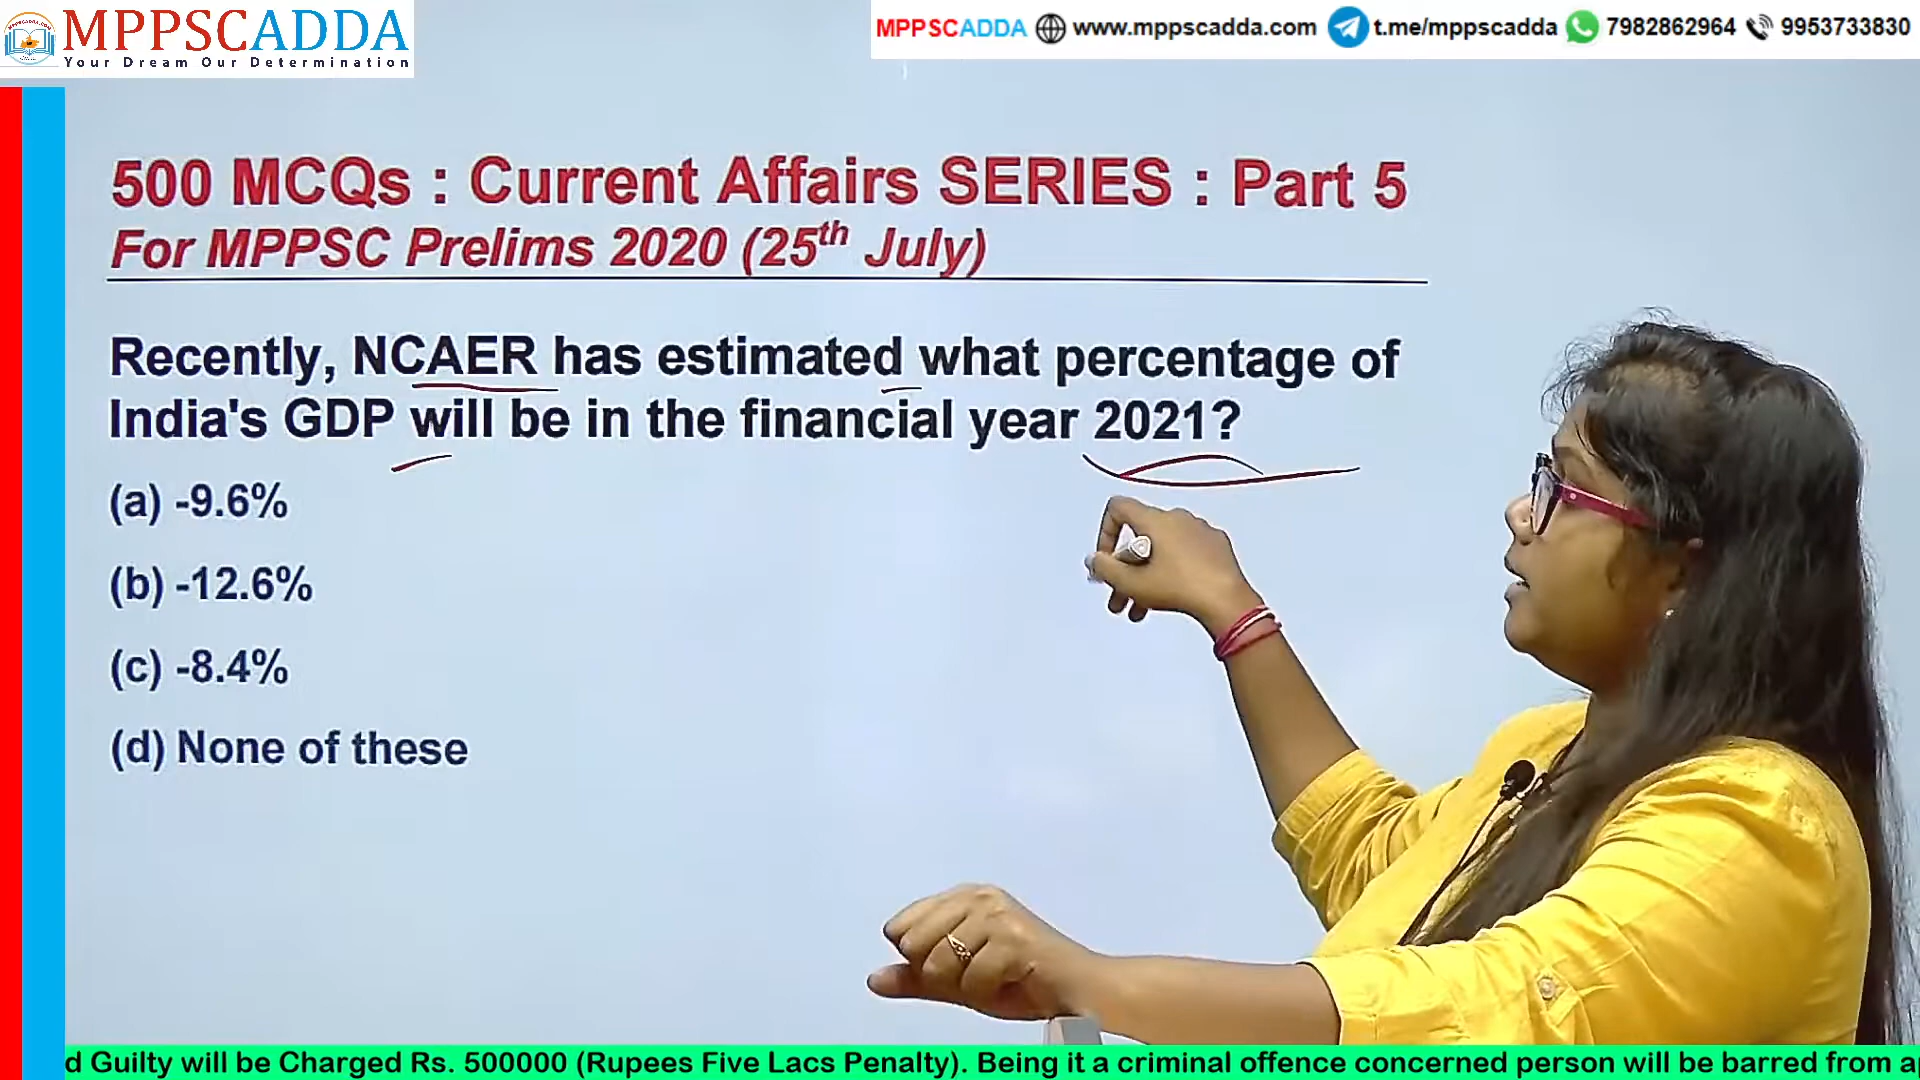 MPPSCADDA
Your Dream Our Determination
MPPSCADDA www.mppscadda.com t.me/mppscadda 7982862964 9953733830
500 MCQs : Current Affairs SERIES : Part 5
For MPPSC Prelims 2020 (25th July)
Recently, NCAER has estimated what percentage of
India's GDP will be in the financial year 2021?
(a) -9.6%
(b) -12.6%
(c) -8.4%
(d) None of these
d Guilty will be Charged Rs. 500000 (Rupees Five Lacs Penalty). Being it a criminal offence concerned person will be barred from a